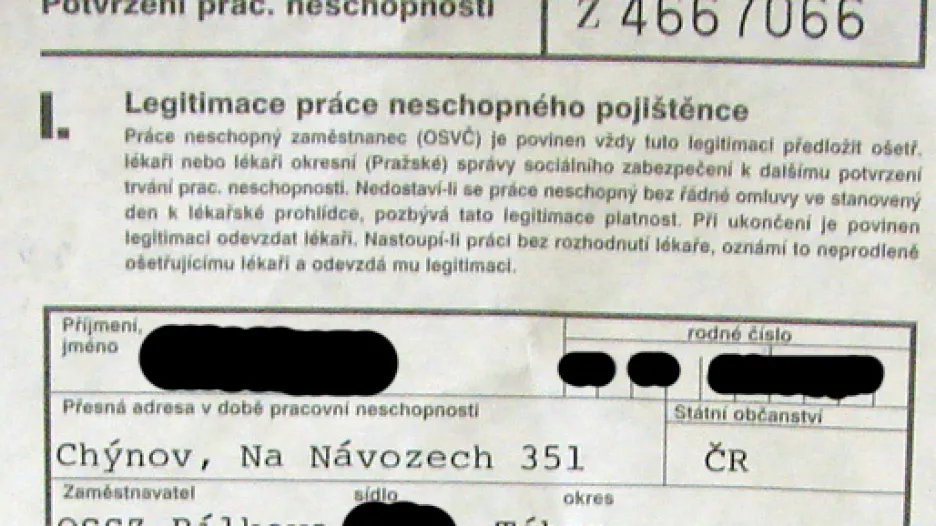 Potvrzení prac. neschopnosti
Z 4667066
I. Legitimace práce neschopného pojištěnce
Práce neschopný zaměstnanec (OSVČ) je povinen vždy tuto legitimaci předložit ošetř.
lékaři nebo lékaři okresní (Pražské) správy sociálního zabezpečení k dalšímu potvrzení
trvání prac. neschopnosti. Nedostaví-li se práce neschopný bez řádné omluvy ve stanovený
den k lékařské prohlídce, pozbývá tato legitimace platnost. Při ukončení je povinen
legitimaci odevzdat lékaři. Nastoupí-li práci bez rozhodnutí lékaře, oznámí to neprodleně
ošetřujícímu lékaři a odevzdá mu legitimaci.
Příjmení,
jméno
rodné číslo
Přesná adresa v době pracovní neschopnosti
Státní občanství
Chýnov, Na Návozech 351
ČR
Zaměstnavatel sídlo okres